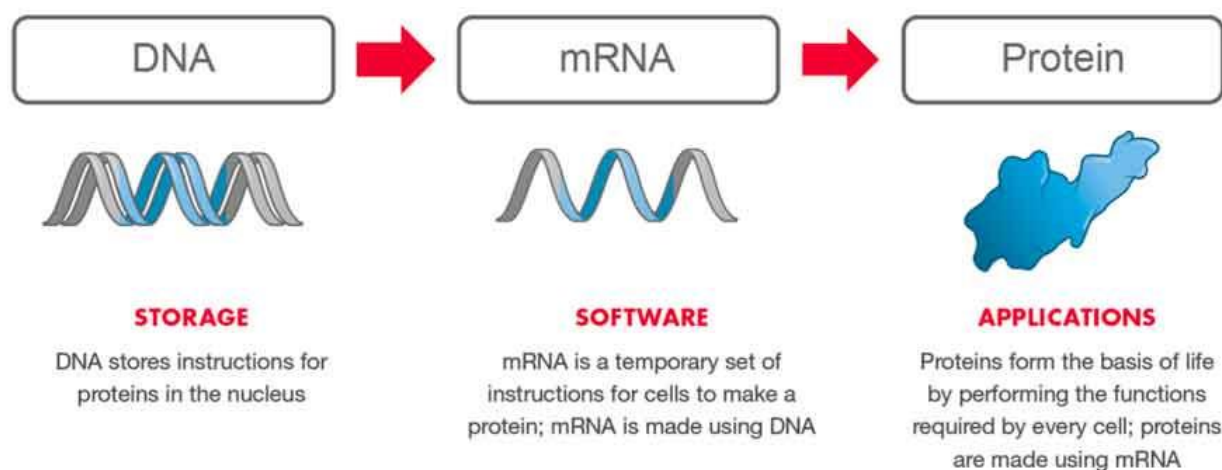 DNA
mRNA
Protein
STORAGE
DNA stores instructions for
proteins in the nucleus
SOFTWARE
mRNA is a temporary set of
instructions for cells to make a
protein; mRNA is made using DNA
APPLICATIONS
Proteins form the basis of life
by performing the functions
required by every cell; proteins
are made using mRNA